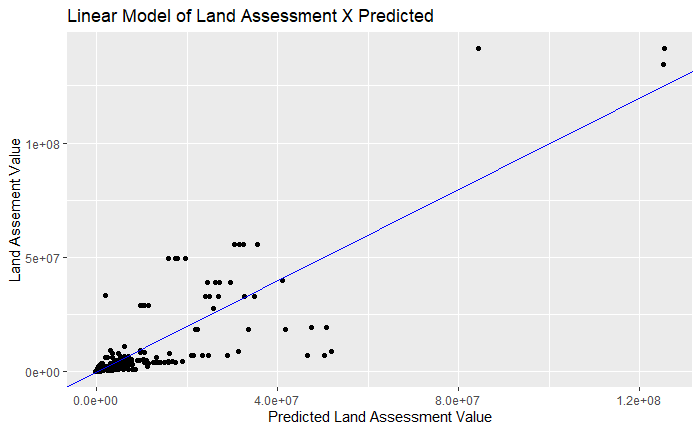 Linear Model of Land Assessment X Predicted
Land Assement Value
1e+08
5e+07
0e+00
0.0e+00 4.0e+07 8.0e+07 1.2e+08
Predicted Land Assessment Value